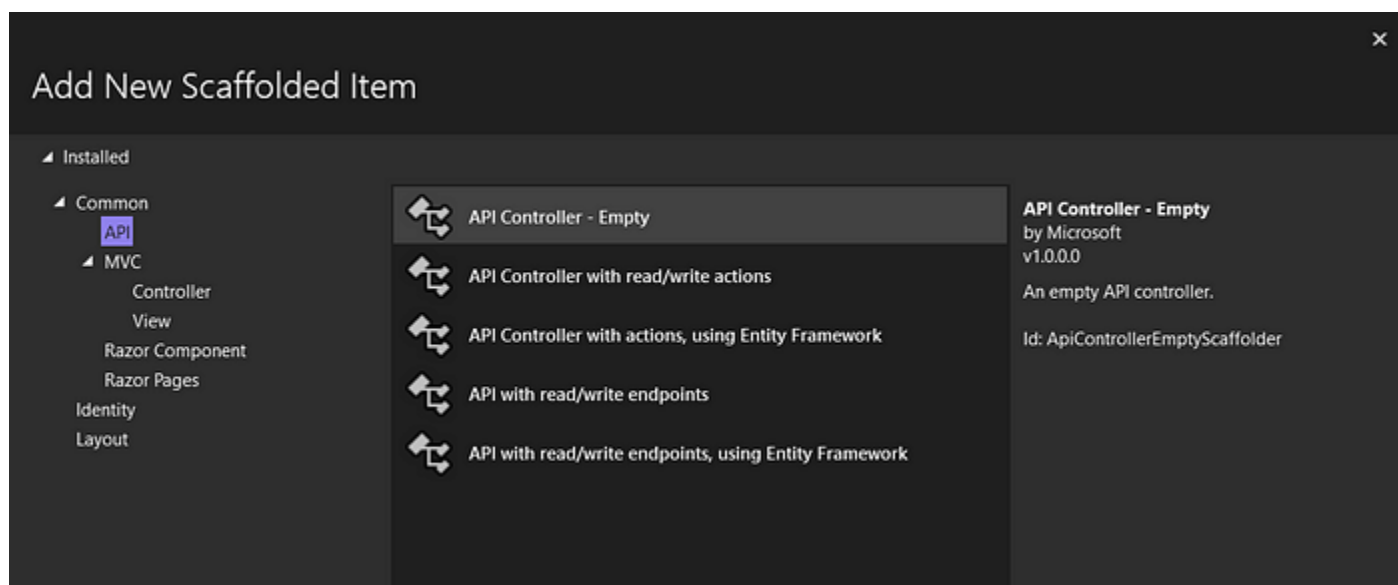 Add New Scaffolded Item
Installed
Common
API
MVC
Controller
View
Razor Component
Razor Pages
Identity
Layout
API Controller - Empty
API Controller with read/write actions
API Controller with actions, using Entity Framework
API with read/write endpoints
API with read/write endpoints, using Entity Framework
API Controller - Empty
by Microsoft
v1.0.0.0
An empty API controller.
Id: ApiControllerEmptyScaffolder